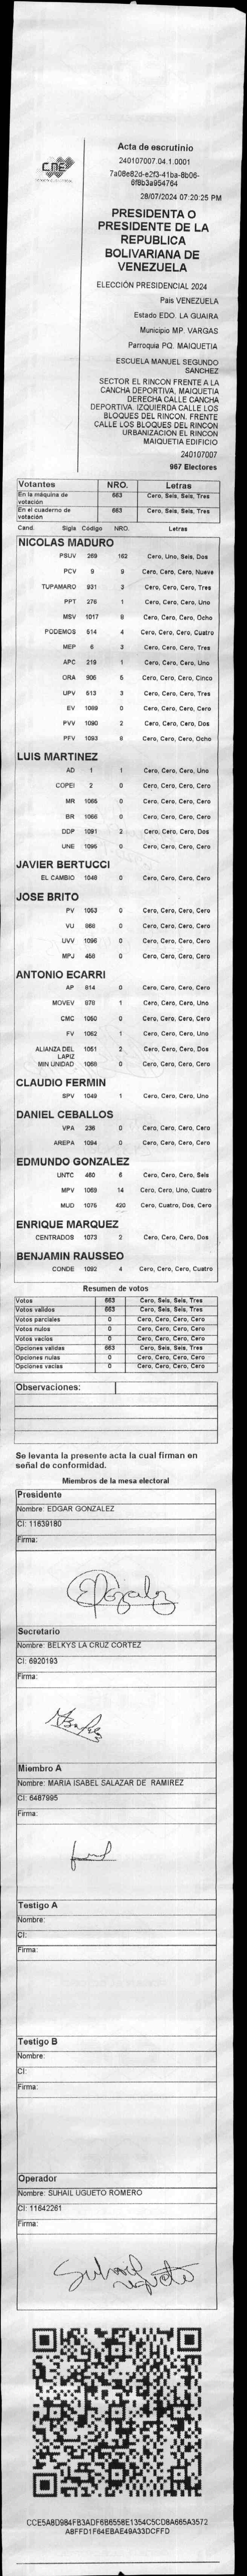 CNE
Acta de escrutinio
240107007.04.1.0001
7a08e82d-e2f3-41ba-8b06-
6f8b3a954764
28/07/2024 07:20:25 PM
PRESIDENTA O
PRESIDENTE DE LA
REPUBLICA
BOLIVARIANA DE
VENEZUELA
ELECCIÓN PRESIDENCIAL 2024
Pais VENEZUELA
Estado EDO. LA GUAIRA
Municipio MP. VARGAS
Parroquia PQ. MAIQUETIA
ESCUELA MANUEL SEGUNDO
SANCHEZ
SECTOR EL RINCON FRENTE A LA
CANCHA DEPORTIVA. MAIQUETIA
DERECHA CALLE CANCHA
DEPORTIVA. IZQUIERDA CALLE LOS
BLOQUES DEL RINCON. FRENTE
CALLE LOS BLOQUES DEL RINCON
URBANIZACION EL RINCON
MAIQUETIA EDIFICIO
240107007
967 Electores
Votantes NRO. Letras
En la máquina de votación 663 Cero, Seis, Seis, Tres
En el cuaderno de votación 663 Cero, Seis, Seis, Tres
Cand. Sigla Código NRO. Letras
NICOLAS MADURO
PSUV 269 162 Cero, Uno, Seis, Dos
PCV 9 9 Cero, Cero, Cero, Nueve
TUPAMARO 931 3 Cero, Cero, Cero, Tres
PPT 276 1 Cero, Cero, Cero, Uno
MSV 1017 8 Cero, Cero, Cero, Ocho
PODEMOS 514 4 Cero, Cero, Cero, Cuatro
MEP 6 3 Cero, Cero, Cero, Tres
APC 219 1 Cero, Cero, Cero, Uno
ORA 906 5 Cero, Cero, Cero, Cinco
UPV 513 3 Cero, Cero, Cero, Tres
EV 1089 0 Cero, Cero, Cero, Cero
PVV 1090 2 Cero, Cero, Cero, Dos
PFV 1093 8 Cero, Cero, Cero, Ocho
LUIS MARTINEZ
AD 1 1 Cero, Cero, Cero, Uno
COPEI 2 0 Cero, Cero, Cero, Cero
MR 1065 0 Cero, Cero, Cero, Cero
BR 1066 0 Cero, Cero, Cero, Cero
DDP 1091 2 Cero, Cero, Cero, Dos
UNE 1095 0 Cero, Cero, Cero, Cero
JAVIER BERTUCCI
EL CAMBIO 1048 0 Cero, Cero, Cero, Cero
JOSE BRITO
PV 1053 0 Cero, Cero, Cero, Cero
VU 868 0 Cero, Cero, Cero, Cero
UVV 1096 0 Cero, Cero, Cero, Cero
MPJ 458 0 Cero, Cero, Cero, Cero
ANTONIO ECARRI
AP 814 0 Cero, Cero, Cero, Cero
MOVEV 878 1 Cero, Cero, Cero, Uno
CMC 1050 0 Cero, Cero, Cero, Cero
FV 1062 1 Cero, Cero, Cero, Uno
ALIANZA DEL LAPIZ 1051 2 Cero, Cero, Cero, Dos
MIN UNIDAD 1068 0 Cero, Cero, Cero, Cero
CLAUDIO FERMIN
SPV 1049 1 Cero, Cero, Cero, Uno
DANIEL CEBALLOS
VPA 236 0 Cero, Cero, Cero, Cero
AREPA 1094 0 Cero, Cero, Cero, Cero
EDMUNDO GONZALEZ
UNTC 460 6 Cero, Cero, Cero, Seis
MPV 1069 14 Cero, Cero, Uno, Cuatro
MUD 1075 420 Cero, Cuatro, Dos, Cero
ENRIQUE MARQUEZ
CENTRADOS 1073 2 Cero, Cero, Cero, Dos
BENJAMIN RAUSSEO
CONDE 1092 4 Cero, Cero, Cero, Cuatro
Resumen de votos
Votos 663 Cero, Seis, Seis, Tres
Votos validos 663 Cero, Seis, Seis, Tres
Votos parciales 0 Cero, Cero, Cero, Cero
Votos nulos 0 Cero, Cero, Cero, Cero
Votos vacios 0 Cero, Cero, Cero, Cero
Opciones validas 663 Cero, Seis, Seis, Tres
Opciones nulas 0 Cero, Cero, Cero, Cero
Opciones vacias 0 Cero, Cero, Cero, Cero
Observaciones:
Se levanta la presente acta la cual firman en
señal de conformidad.
Miembros de la mesa electoral
Presidente
Nombre: EDGAR GONZALEZ
CI: 11639180
Firma:
Secretario
Nombre: BELKYS LA CRUZ CORTEZ
CI: 6920193
Firma:
Miembro A
Nombre: MARIA ISABEL SALAZAR DE RAMIREZ
CI: 6487995
Firma:
Testigo A
Nombre:
CI:
Firma:
Testigo B
Nombre:
CI:
Firma:
Operador
Nombre: SUHAIL UGUETO ROMERO
CI: 11642261
Firma:
Suhail
Ugueto
CCE5A8D984FB3ADF6B6558E1354C5CD8A665A3572
A8FFD1F64EBAE49A33DCFFD